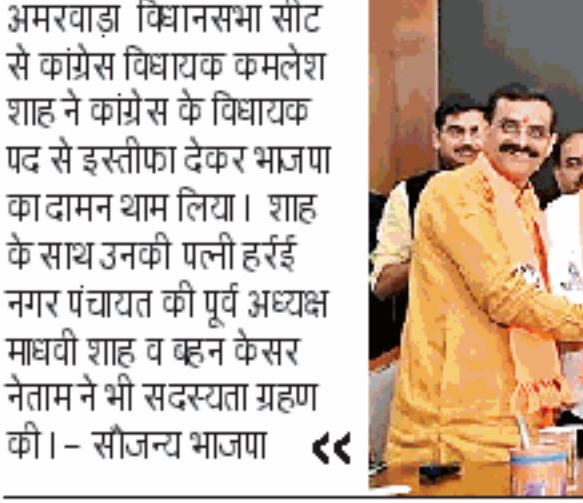 अमरवाड़ा विधानसभा सीट
से कांग्रेस विधायक कमलेश
शाह ने कांग्रेस के विधायक
पद से इस्तीफा देकर भाजपा
का दामन थाम लिया। शाह
के साथ उनकी पत्नी हर्रई
नगर पंचायत की पूर्व अध्यक्ष
माधवी शाह व बहन केसर
नेताम ने भी सदस्यता ग्रहण
की।– सौजन्य भाजपा <<